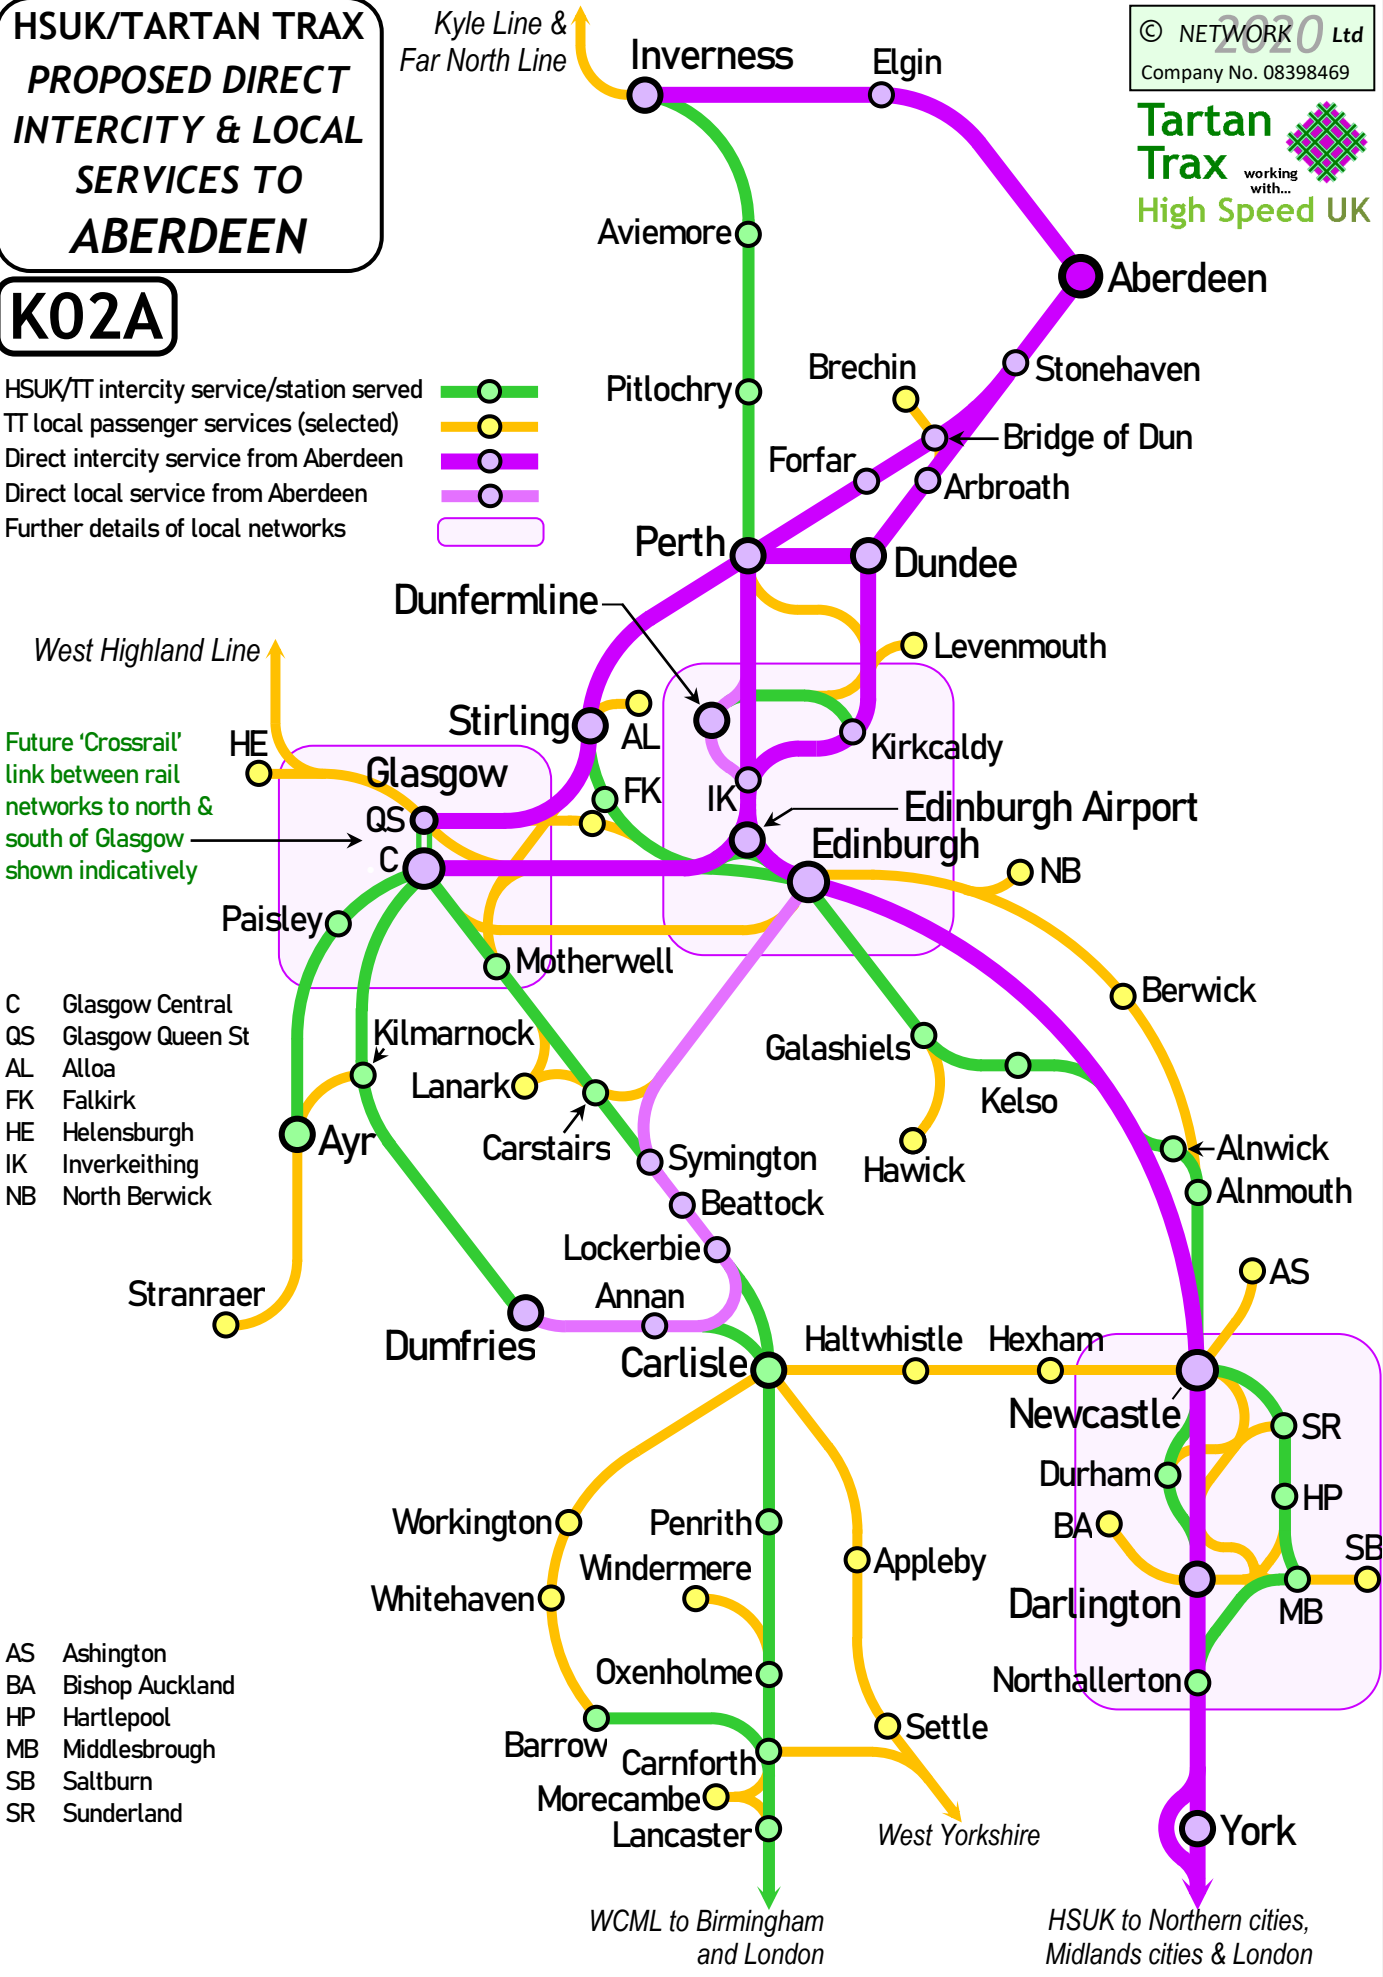 HSUK/TARTAN TRAX
PROPOSED DIRECT
INTERCITY & LOCAL
SERVICES TO
ABERDEEN
K02A
© NETWORK 2020 Ltd
Company No. 08398469
Tartan
Trax
working
with...
High Speed UK
Kyle Line &
Far North Line
Inverness
Elgin
Aviemore
Aberdeen
Pitlochry
Brechin
Stonehaven
Bridge of Dun
Forfar
Arbroath
Perth
Dundee
Dunfermline
Levenmouth
HSUK/TT intercity service/station served
TT local passenger services (selected)
Direct intercity service from Aberdeen
Direct local service from Aberdeen
Further details of local networks
West Highland Line
Future ‘Crossrail’
link between rail
networks to north &
south of Glasgow
shown indicatively
HE
Glasgow
QS
C
Stirling
AL
FK
IK
Kirkcaldy
Edinburgh Airport
Edinburgh
NB
Paisley
Motherwell
Berwick
Kilmarnock
Lanark
Carstairs
Galashiels
Kelso
Hawick
Alnwick
Alnmouth
Ayr
Symington
Beattock
Lockerbie
Annan
Stranraer
Dumfries
Carlisle
Haltwhistle
Hexham
AS
Newcastle
SR
Durham
HP
BA
SB
Darlington
MB
Northallerton
C Glasgow Central
QS Glasgow Queen St
AL Alloa
FK Falkirk
HE Helensburgh
IK Inverkeithing
NB North Berwick
Workington
Penrith
Windermere
Appleby
Whitehaven
Oxenholme
Barrow
Carnforth
Settle
Morecambe
Lancaster
West Yorkshire
York
AS Ashington
BA Bishop Auckland
HP Hartlepool
MB Middlesbrough
SB Saltburn
SR Sunderland
WCML to Birmingham
and London
HSUK to Northern cities,
Midlands cities & London